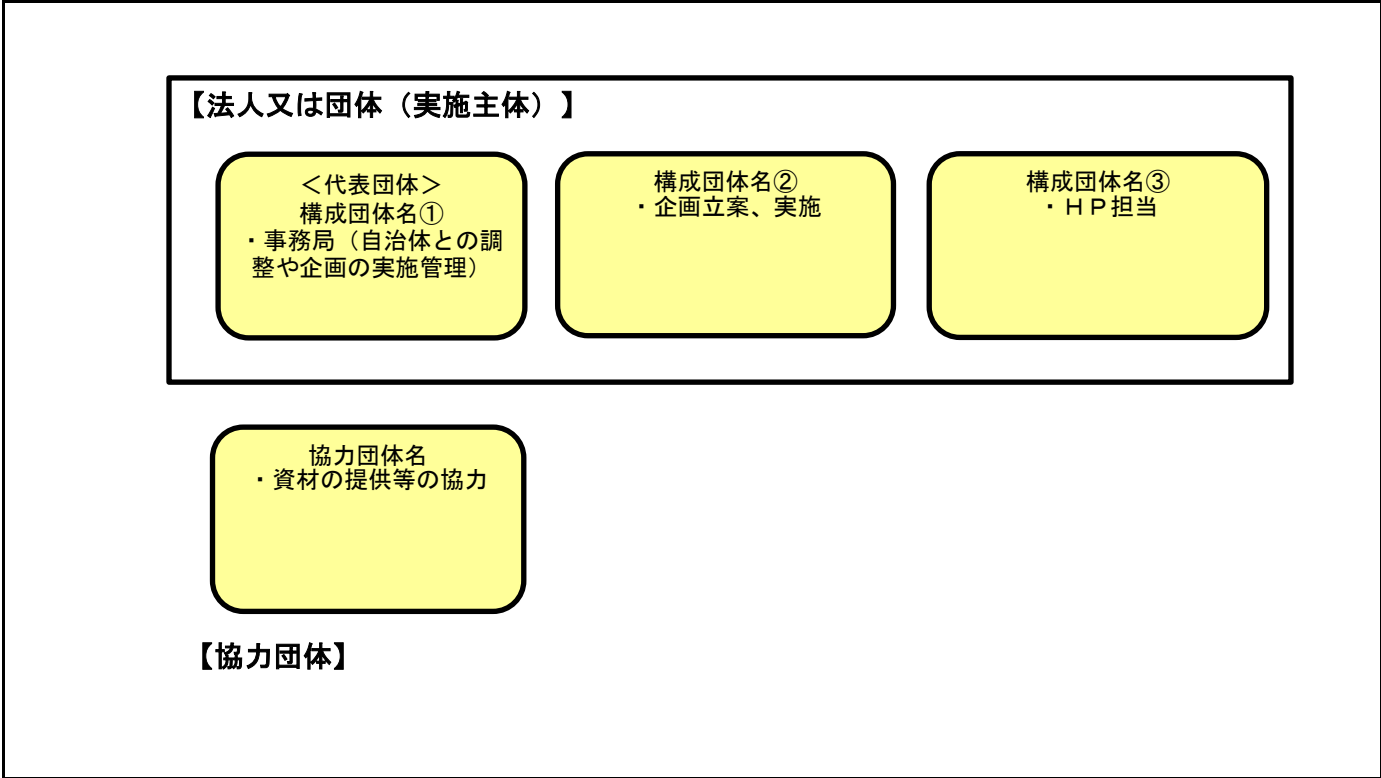 【法人又は団体（実施主体）】
＜代表団体＞
構成団体名①
・事務局（自治体との調
整や企画の実施管理）
構成団体名②
・企画立案、実施
構成団体名③
・ＨＰ担当
協力団体名
・資材の提供等の協力
【協力団体】